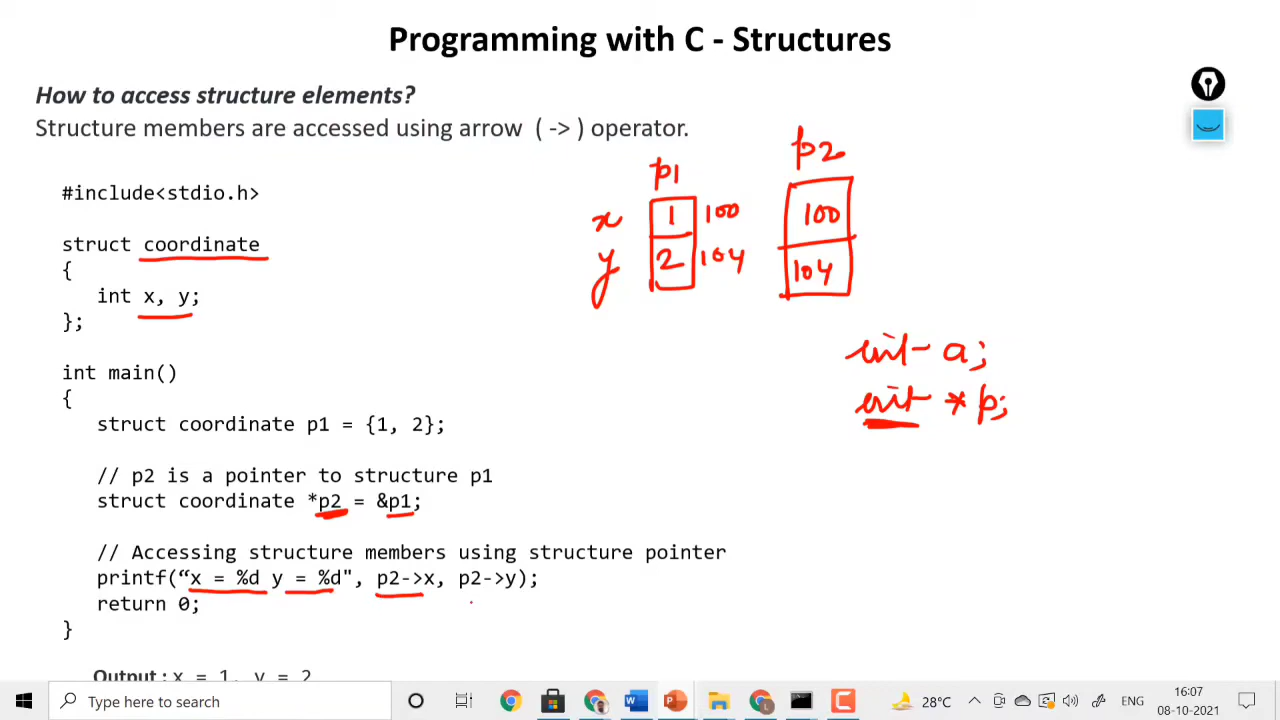 Programming with C - Structures
How to access structure elements?
Structure members are accessed using arrow ( -> ) operator.
#include<stdio.h>
struct coordinate
{
int x, y;
};
int main()
{
struct coordinate p1 = {1, 2};
// p2 is a pointer to structure p1
struct coordinate *p2 = &p1;
// Accessing structure members using structure pointer
printf(“x = %d y = %d", p2->x, p2->y);
return 0;
}
Output : x = 1, y = 2
p1
x 1 100
y 2 104
p2
100
104
int a;
int *p;
Type here to search
28°C
ENG
16:07
08-10-2021